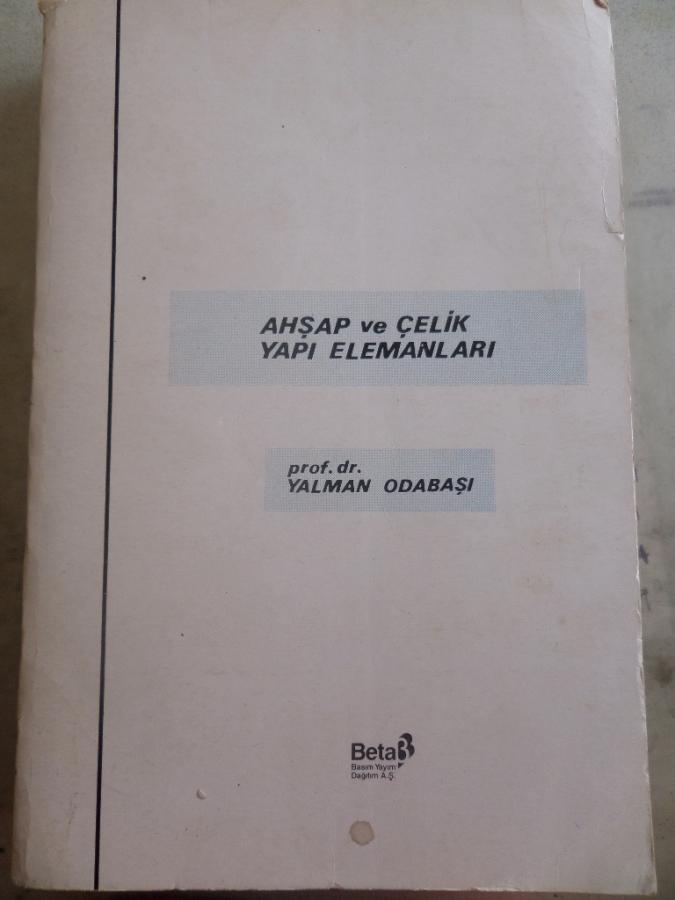 AHŞAP ve ÇELİK
YAPI ELEMANLARI
prof. dr.
YALMAN ODABAŞI
Beta
Basım Yayım
Dağıtım A.Ş.